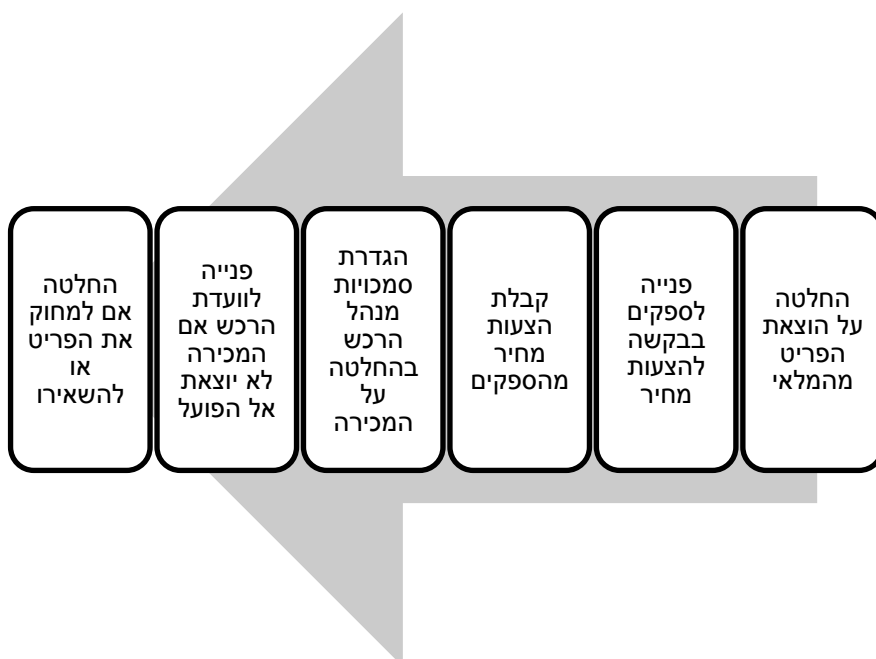 החלטה
על הוצאת
הפריט
מהמלאי
פנייה
לספקים
בבקשה
להצעות
מחיר
קבלת
הצעות
מחיר
מהספקים
הגדרת
סמכויות
מנהל
הרכש
בהחלטה
על
המכירה
פנייה
לוועדת
הרכש אם
המכירה
לא יוצאת
אל הפועל
החלטה
אם למחוק
את הפריט
או
להשאירו